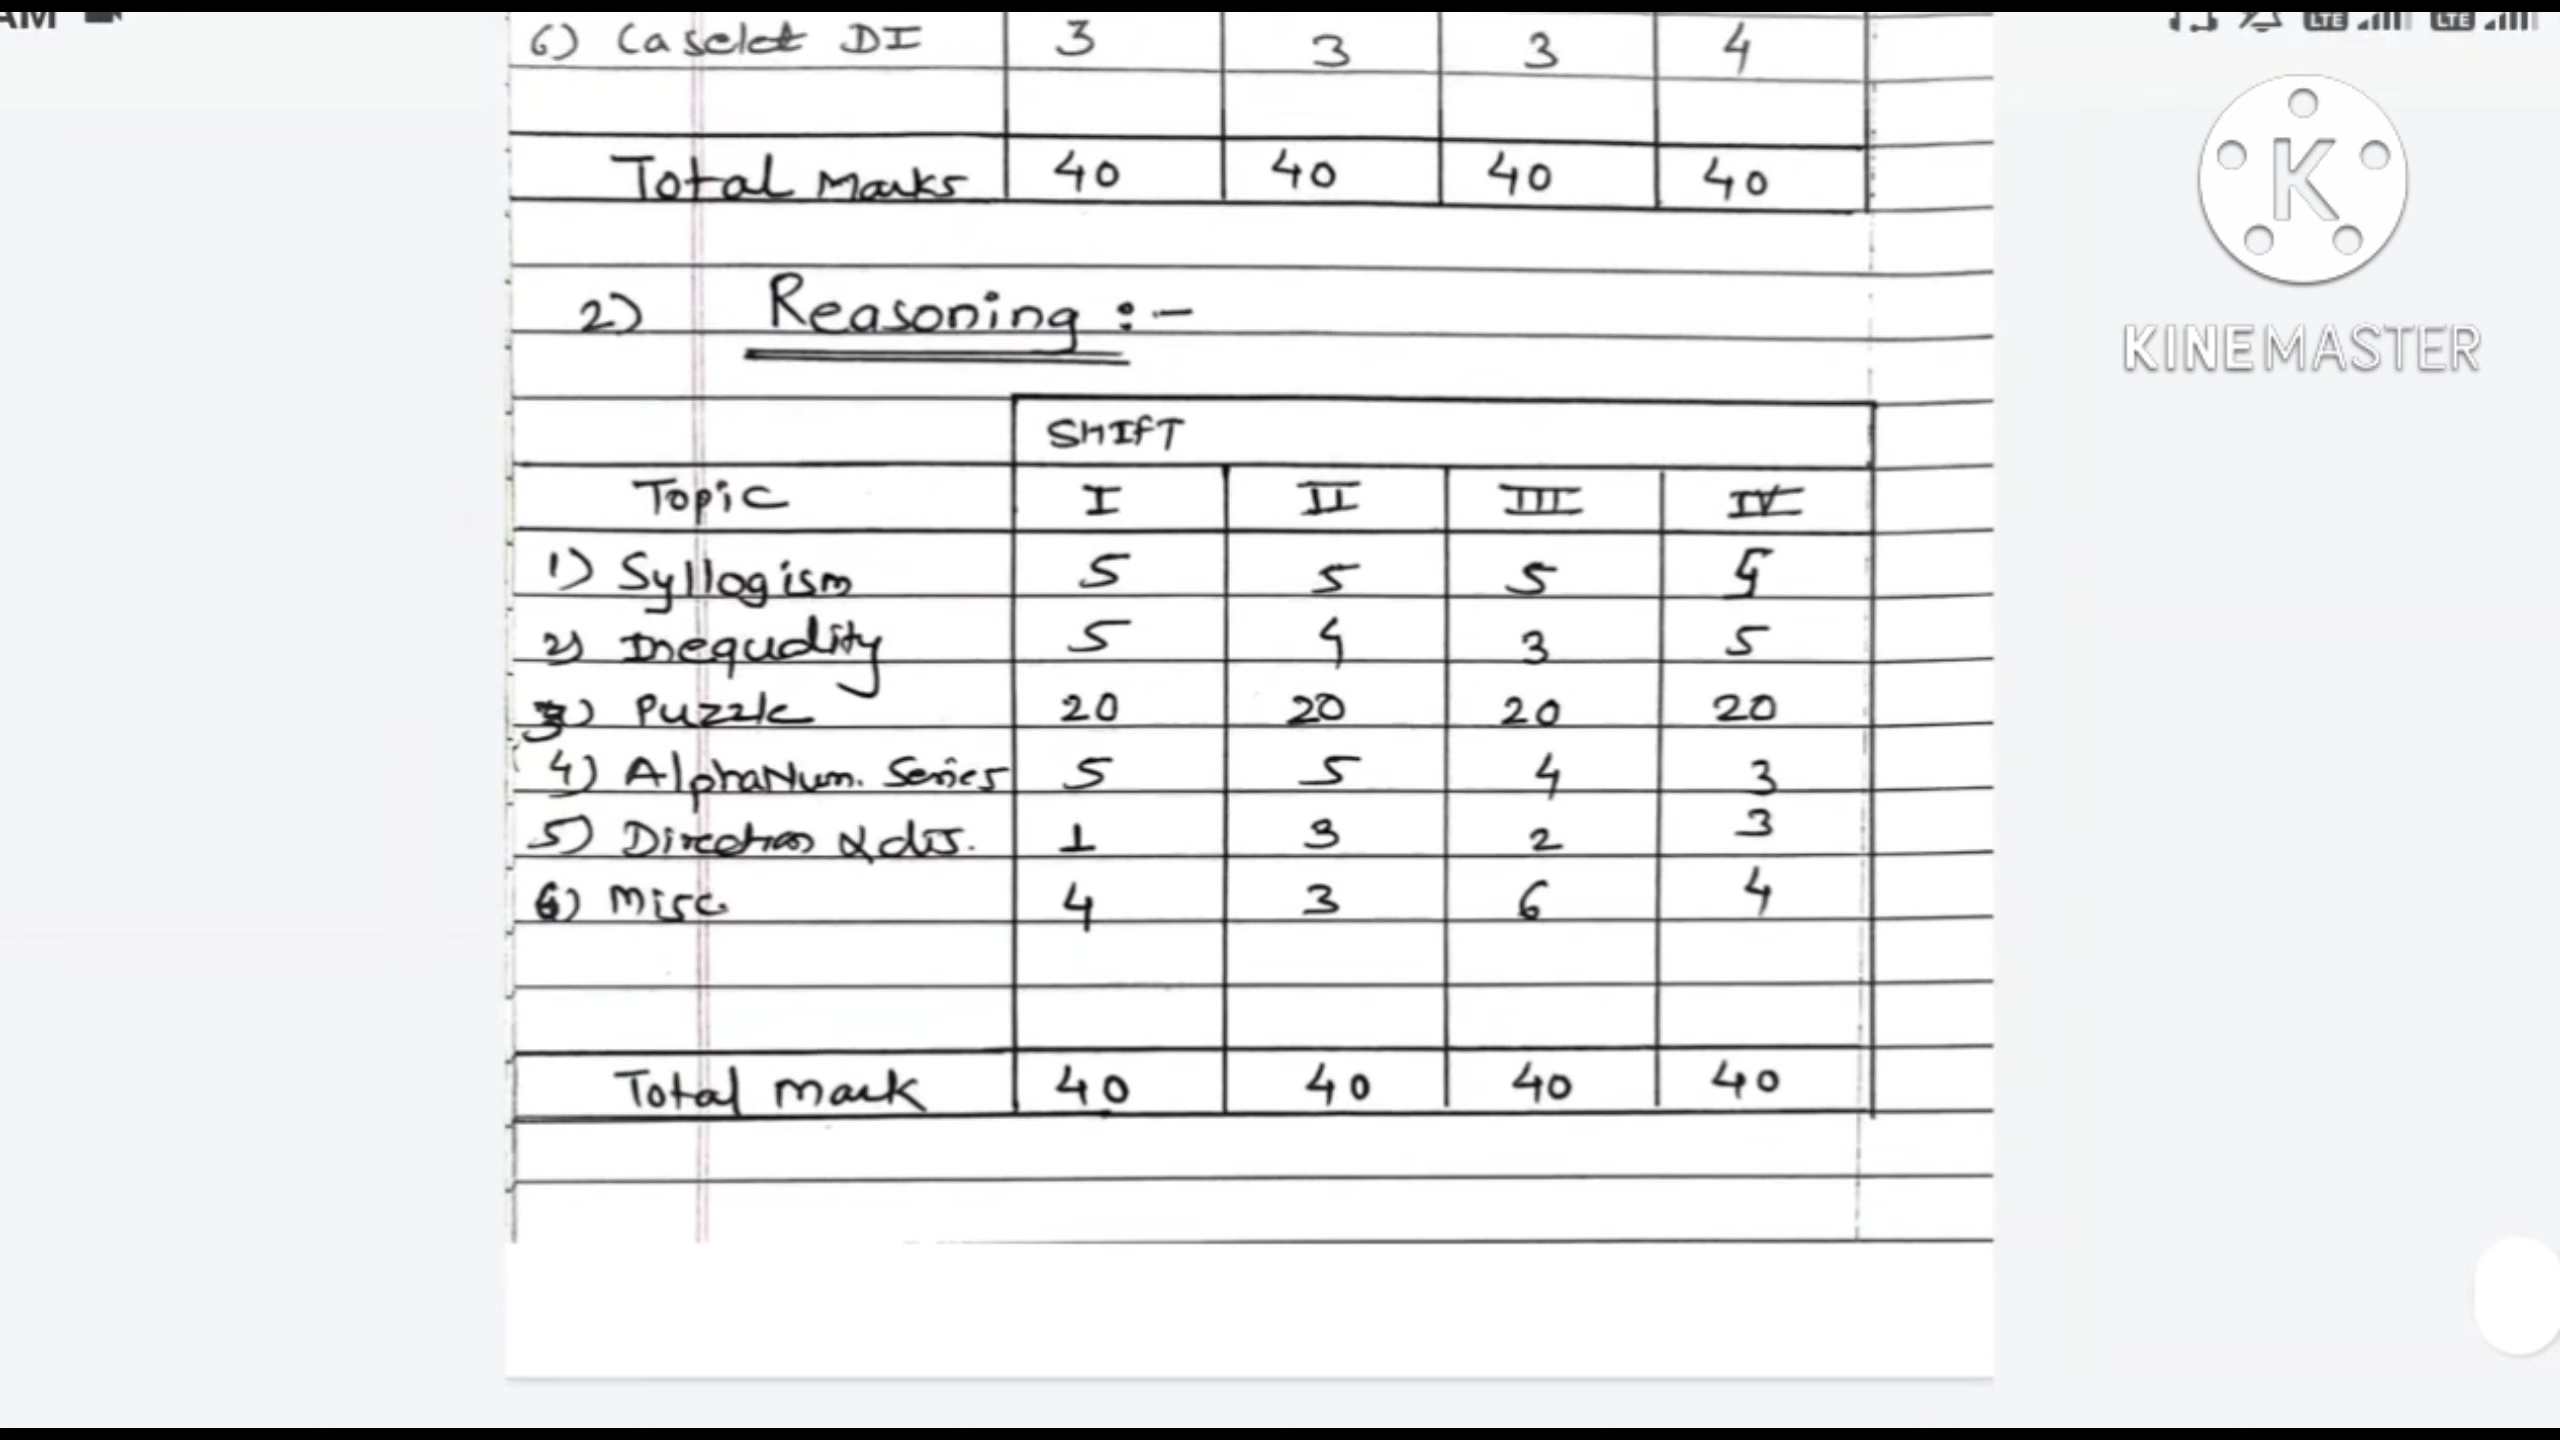 AM
LTE LTE
6) Caselet DI 3 3 3 4
Total Marks 40 40 40 40
K
KINEMASTER
2) Reasoning :-
SHIFT
Topic I II III IV
1) Syllogism 5 5 5 5
2) Inequality 5 4 3 5
3) Puzzle 20 20 20 20
4) AlphaNum. Series 5 5 4 3
5) Direction & dis. 1 3 2 3
6) Misc. 4 3 6 4
Total mark 40 40 40 40